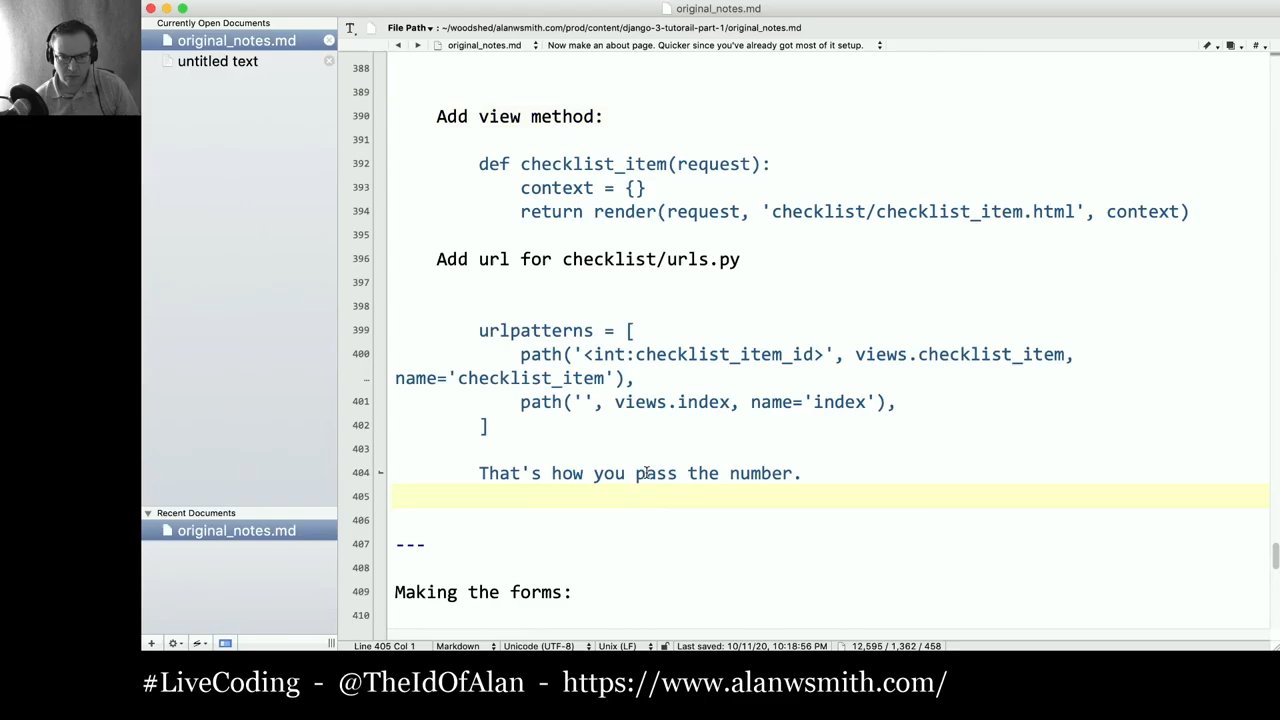 original_notes.md
Currently Open Documents
original_notes.md
untitled text
File Path : ~/woodshed/alanwsmith.com/prod/content/django-3-tutorail-part-1/original_notes.md
original_notes.md Now make an about page. Quicker since you've already got most of it setup.
388
389
390 Add view method:
391
392 def checklist_item(request):
393 context = {}
394 return render(request, 'checklist/checklist_item.html', context)
395
396 Add url for checklist/urls.py
397
398
399 urlpatterns = [
400 path('<int:checklist_item_id>', views.checklist_item,
name='checklist_item'),
401 path('', views.index, name='index'),
402 ]
403
404 That's how you pass the number.
405
406
407 ---
408
409 Making the forms:
410
Recent Documents
original_notes.md
Line 405 Col 1 Markdown Unicode (UTF-8) Unix (LF) Last saved: 10/11/20, 10:18:56 PM 12,595 / 1,362 / 458
#LiveCoding - @TheIdOfAlan - https://www.alanwsmith.com/